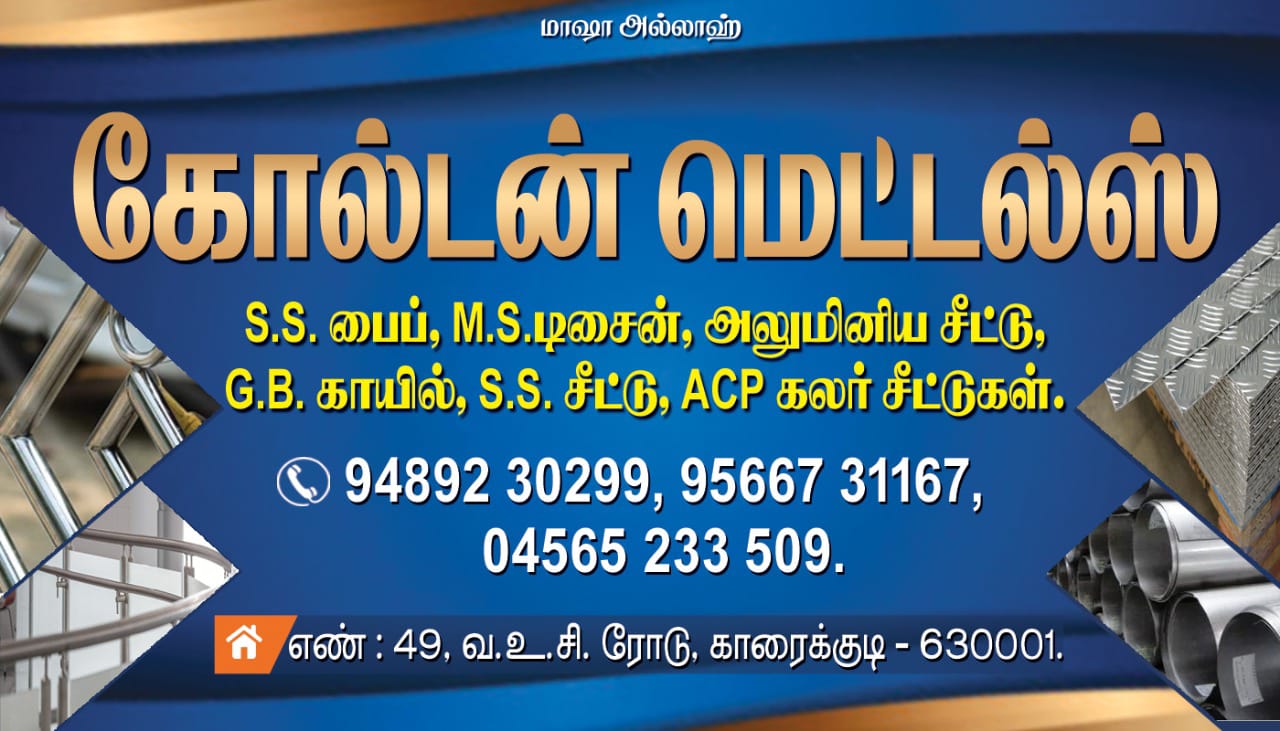 மாஷா அல்லாஹ்
கோல்டன் மெட்டல்ஸ்
S.S. பைப், M.S.டிசைன், அலுமினிய சீட்டு,
G.B. காயில், S.S. சீட்டு, ACP கலர் சீட்டுகள்.
94892 30299, 95667 31167,
04565 233 509.
எண் : 49, வ.உ.சி. ரோடு, காரைக்குடி - 630001.